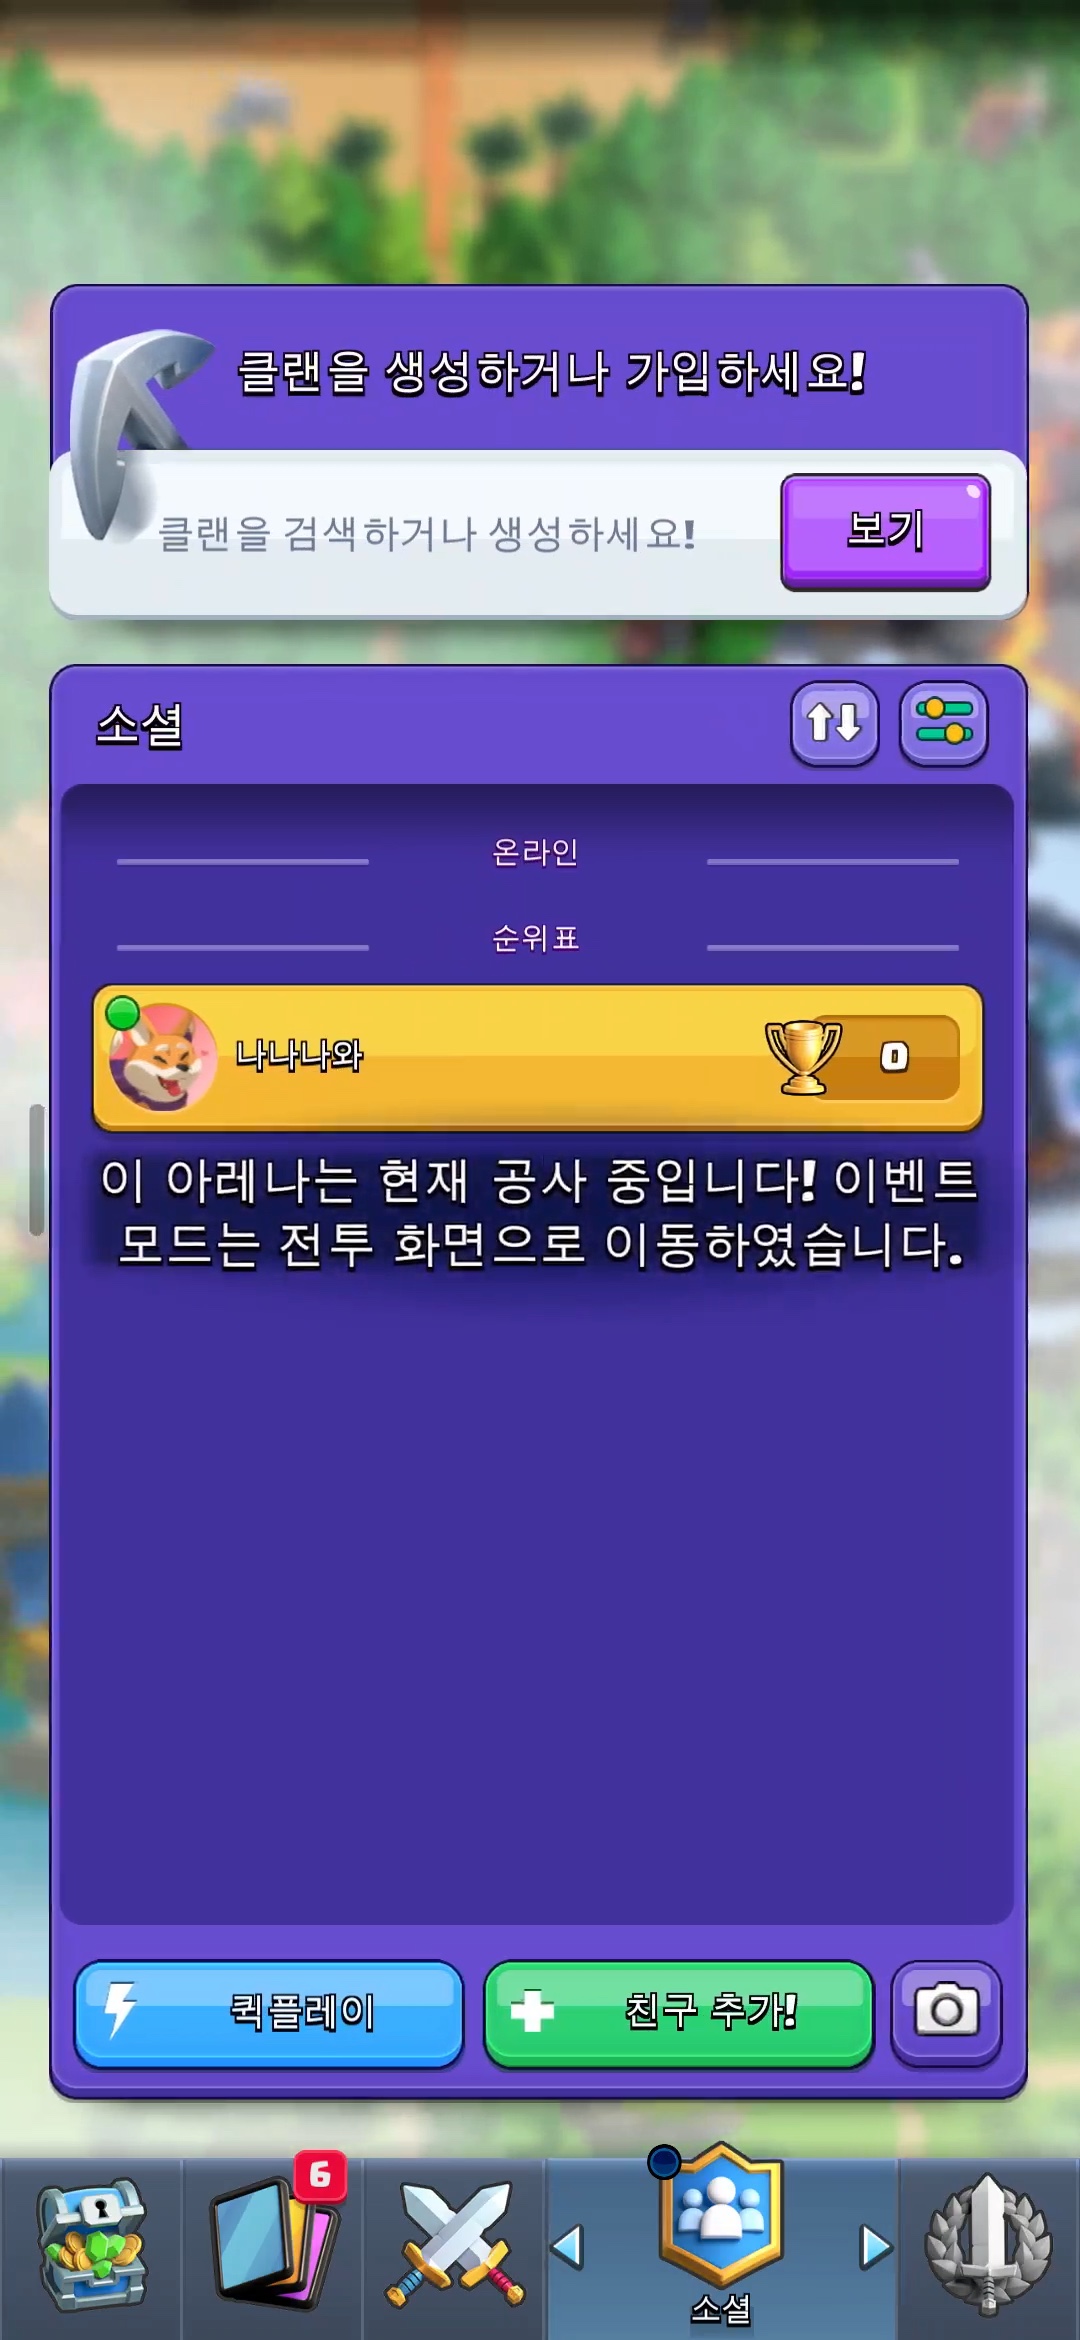 클랜을 생성하거나 가입하세요!
클랜을 검색하거나 생성하세요!
보기
소셜
온라인
순위표
나나나와
0
이 아레나는 현재 공사 중입니다! 이벤트
모드는 전투 화면으로 이동하였습니다.
퀵플레이
친구 추가!
6
소셜